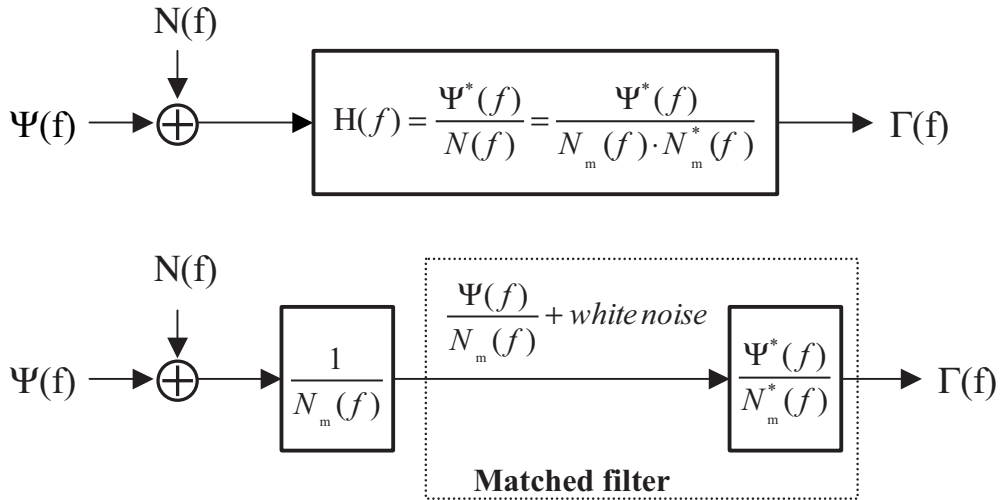 N(f)
Ψ(f)
H(f) = Ψ*(f) / N(f) = Ψ*(f) / N_m(f)·N*_m(f)
Γ(f)
N(f)
Ψ(f)
1 / N_m(f)
Ψ(f) / N_m(f) + white noise
Ψ*(f) / N*_m(f)
Γ(f)
Matched filter